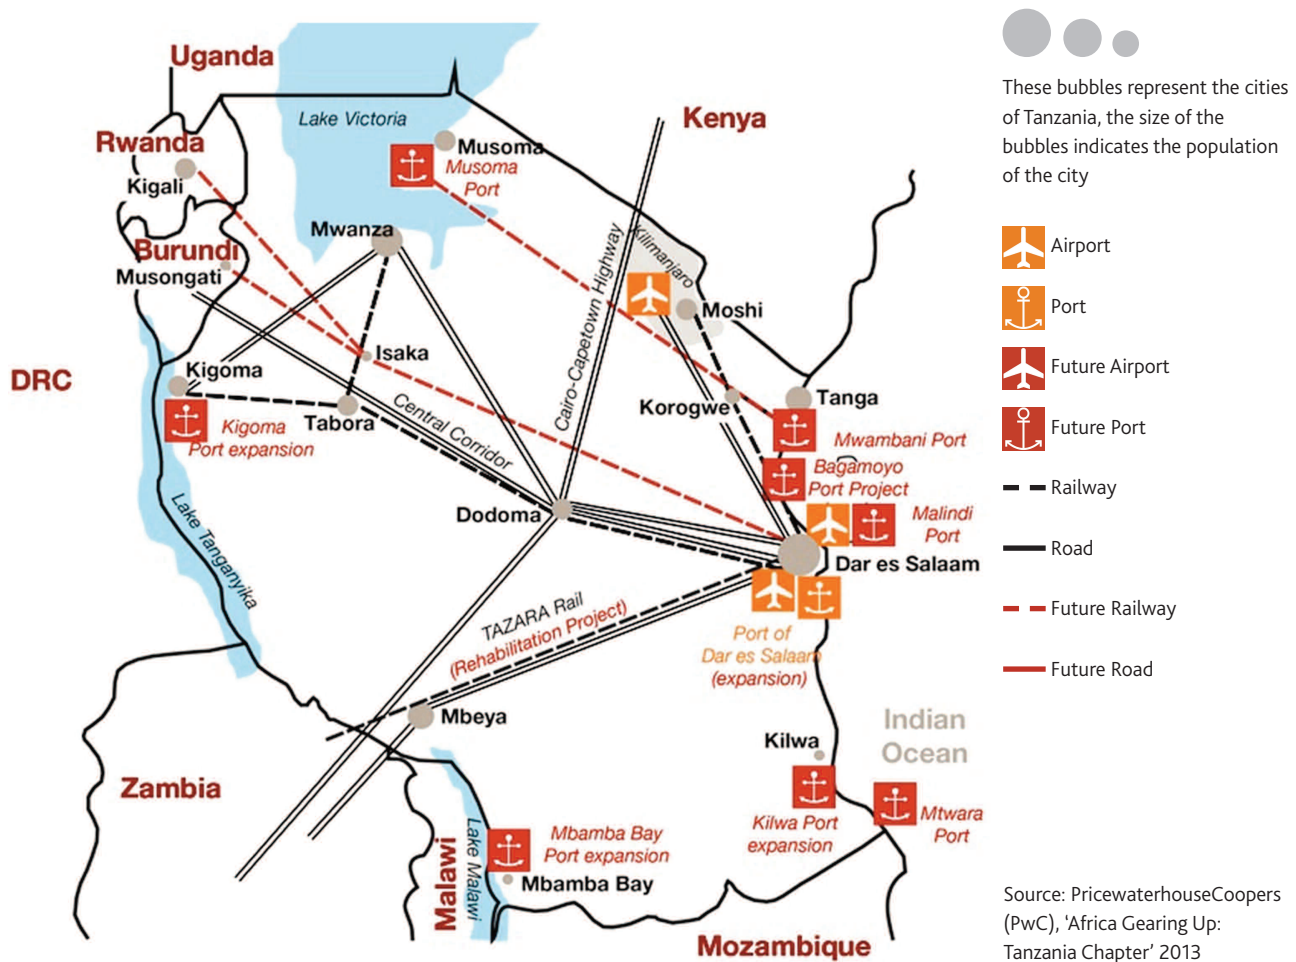 Uganda
Lake Victoria
Kenya
Rwanda
Musoma
Musoma
Port
Kigali
Mwanza
Burundi
Musongati
Kilimanjaro
Cairo-Capetown Highway
Moshi
Isaka
DRC
Kigoma
Kigoma
Port expansion
Tabora
Central Corridor
Korogwe
Tanga
Mwambani Port
Bagamoyo
Port Project
Malindi
Port
Lake Tanganyika
Dodoma
Dar es Salaam
TAZARA Rail
(Rehabilitation Project)
Port of
Dar es Salaam
(expansion)
Mbeya
Indian
Ocean
Kilwa
Zambia
Kilwa Port
expansion
Mtwara
Port
Malawi
Lake Malawi
Mbamba Bay
Port expansion
Mbamba Bay
Mozambique
These bubbles represent the cities
of Tanzania, the size of the
bubbles indicates the population
of the city
Airport
Port
Future Airport
Future Port
Railway
Road
Future Railway
Future Road
Source: PricewaterhouseCoopers
(PwC), ‘Africa Gearing Up:
Tanzania Chapter’ 2013